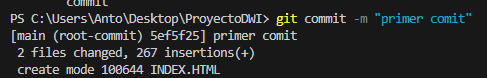 commit
PS C:\Users\Anto\Desktop\ProyectoDWI> git commit -m "primer comit"
[main (root-commit) 5ef5f25] primer comit
 2 files changed, 267 insertions(+)
 create mode 100644 INDEX.HTML